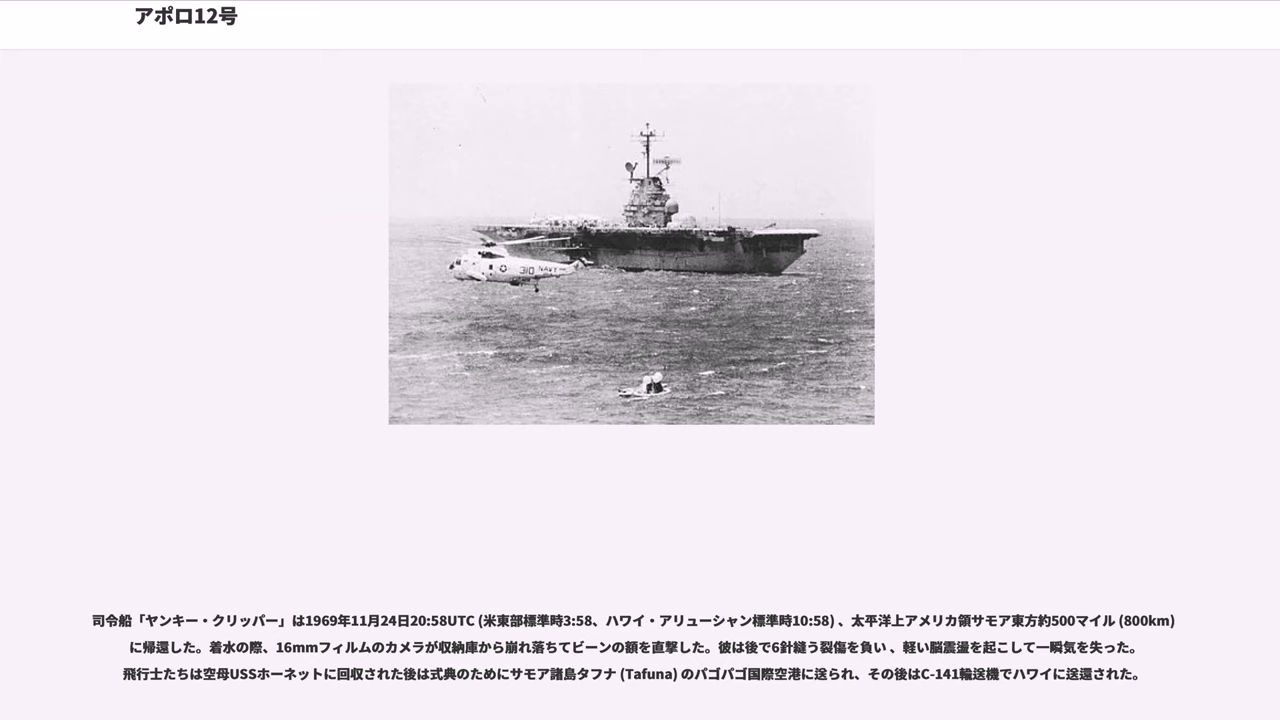 アポロ12号
310 NAVY
司令船「ヤンキー・クリッパー」は1969年11月24日20:58UTC (米東部標準時3:58、ハワイ・アリューシャン標準時10:58) 、太平洋上アメリカ領サモア東方約500マイル (800km)
に帰還した。着水の際、16mmフィルムのカメラが収納庫から崩れ落ちてビーンの額を直撃した。彼は後で6針縫う裂傷を負い 、軽い脳震盪を起こして一瞬気を失った。
飛行士たちは空母USSホーネットに回収された後は式典のためにサモア諸島タフナ (Tafuna) のパゴパゴ国際空港に送られ、その後はC-141輸送機でハワイに送還された。